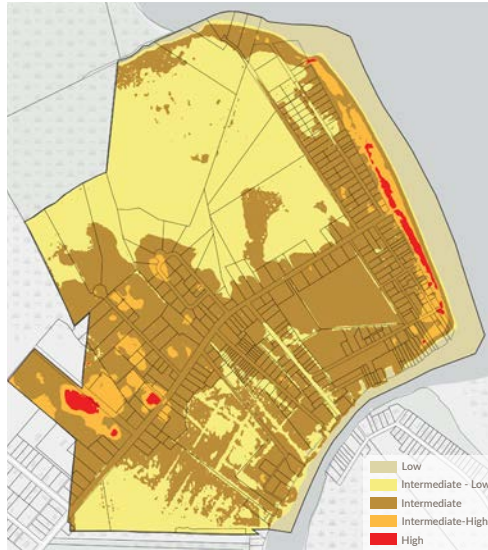 Low
Intermediate - Low
Intermediate
Intermediate-High
High